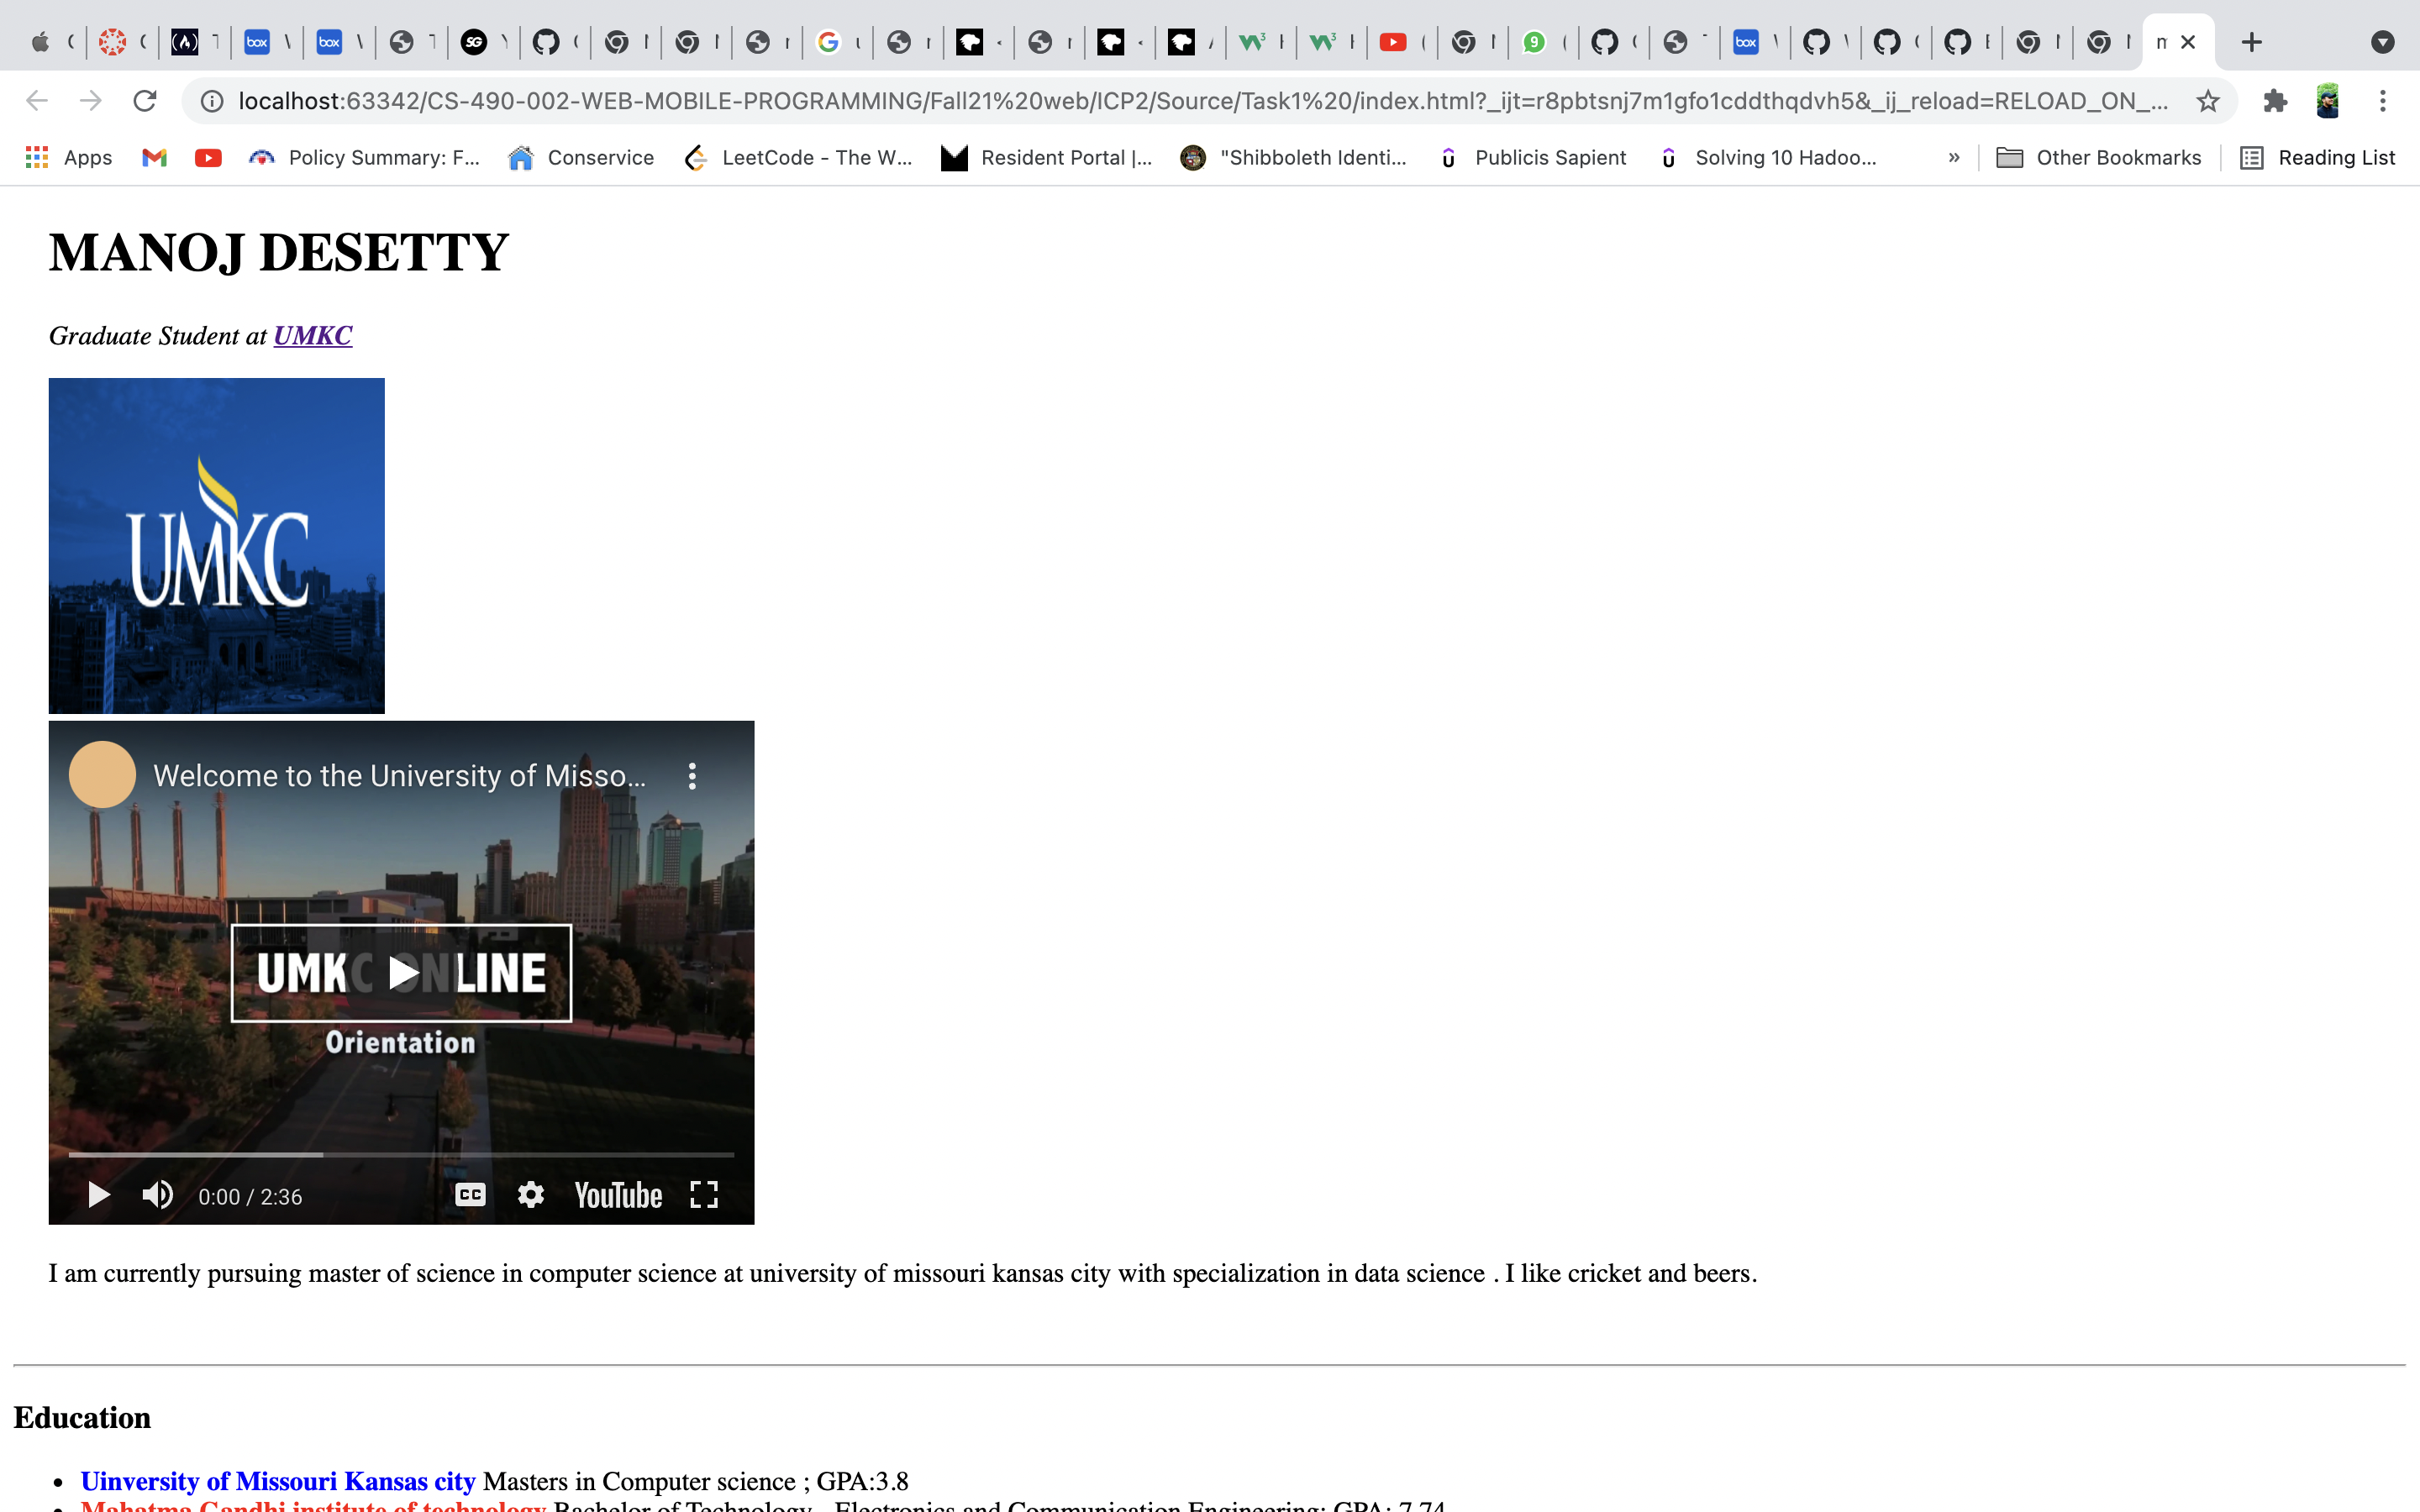 localhost:63342/CS-490-002-WEB-MOBILE-PROGRAMMING/Fall21%20web/ICP2/Source/Task1%20/index.html?_ijt=r8pbtsnj7m1gfo1cddthqdvh5&_ij_reload=RELOAD_ON_...
Apps Policy Summary: F... Conservice LeetCode - The W... Resident Portal |... "Shibboleth Identi... Publicis Sapient Solving 10 Hadoo... » Other Bookmarks Reading List
MANOJ DESETTY
Graduate Student at UMKC
UMKC
Welcome to the University of Misso...
UMKC ONLINE
Orientation
0:00 / 2:36 CC YouTube
I am currently pursuing master of science in computer science at university of missouri kansas city with specialization in data science . I like cricket and beers.
Education
• Uinversity of Missouri Kansas city Masters in Computer science ; GPA:3.8
• Mahatma Gandhi institute of technology Bachelor of Technology - Electronics and Communication Engineering; GPA: 7.74